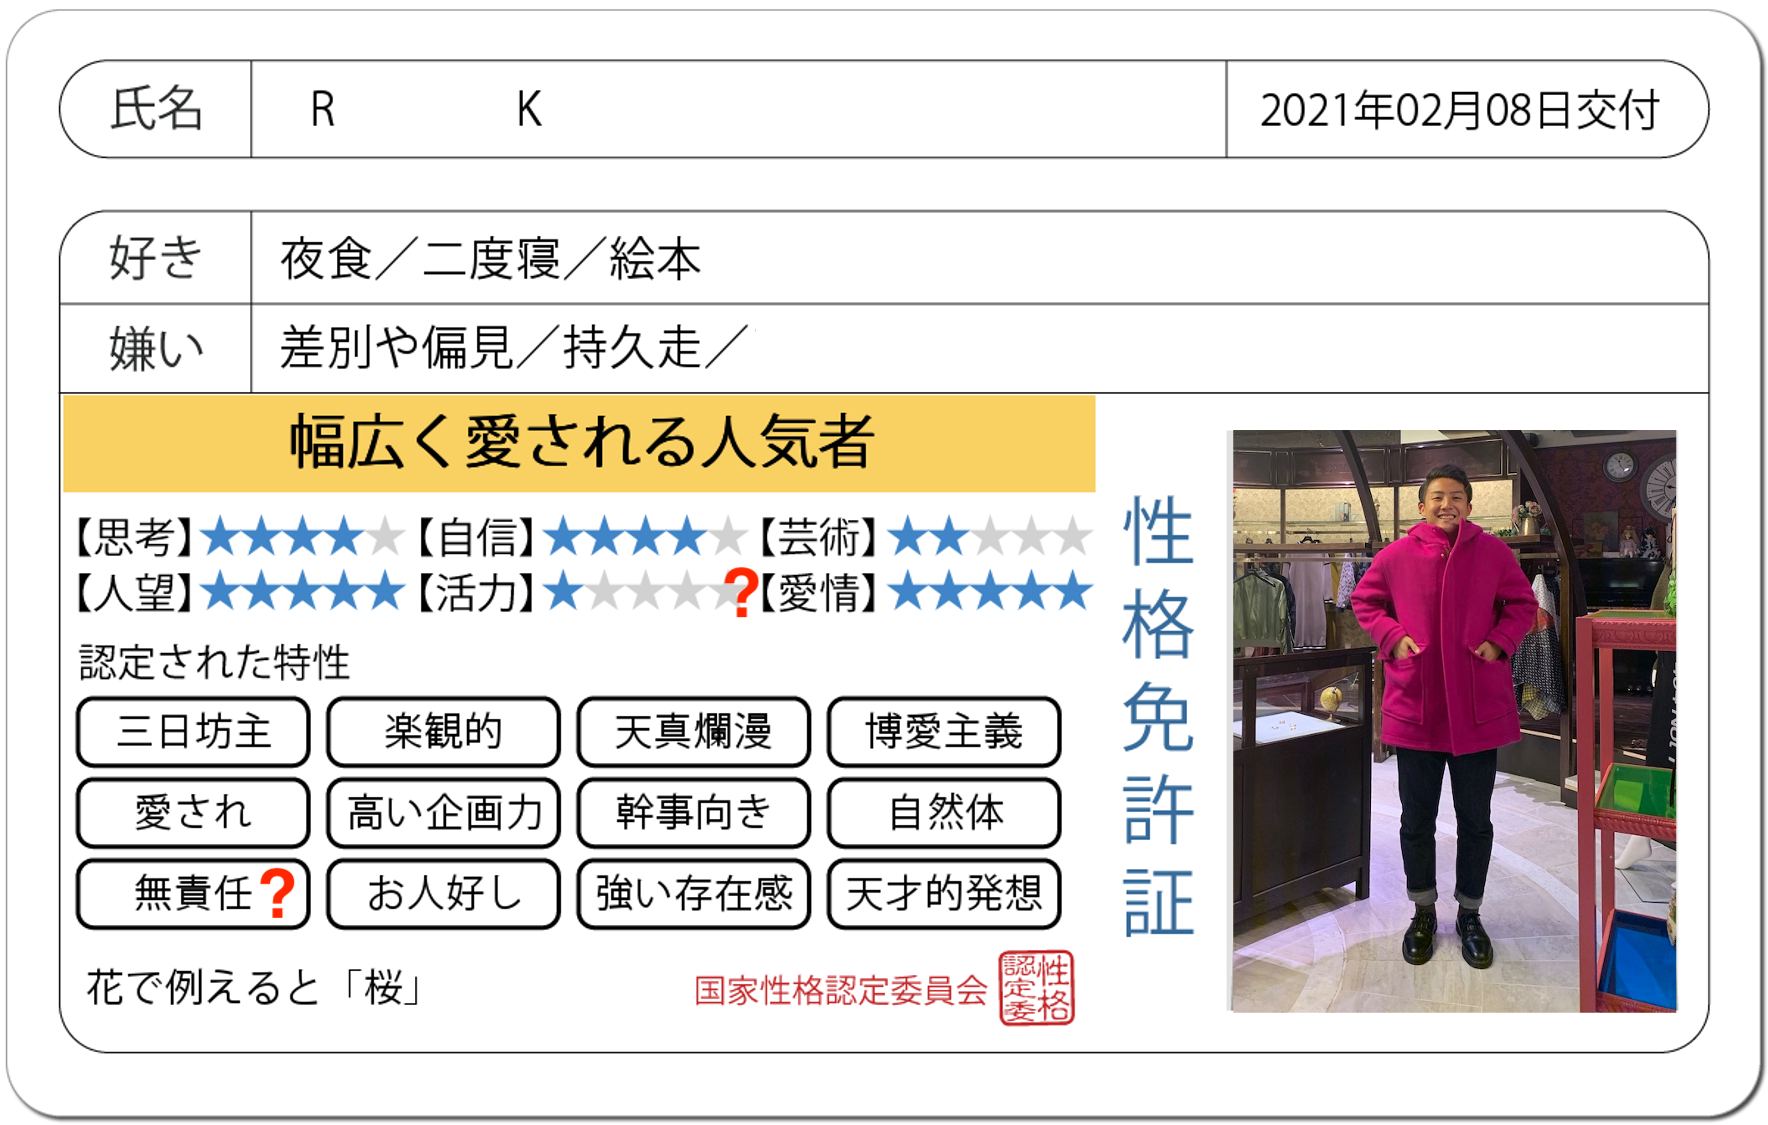 氏名 R K 2021年02月08日交付
好き 夜食／二度寝／絵本
嫌い 差別や偏見／持久走／
幅広く愛される人気者
【思考】★★★★★【自信】★★★★★【芸術】★★★★★
【人望】★★★★★【活力】★★★★★?【愛情】★★★★★
認定された特性
三日坊主 楽観的 天真爛漫 博愛主義
愛され 高い企画力 幹事向き 自然体
無責任? お人好し 強い存在感 天才的発想
花で例えると「桜」
国家性格認定委員会
性格認定委
性格免許証